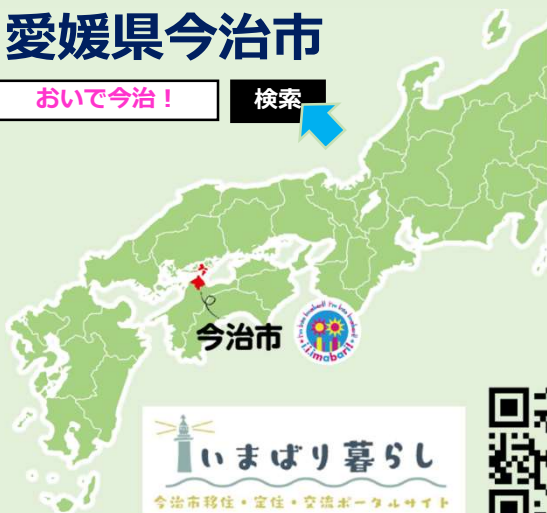 愛媛県今治市
おいで今治！
検索
今治市
i.i.imabari!
いまばり暮らし
今治市移住・定住・交流ポータルサイト